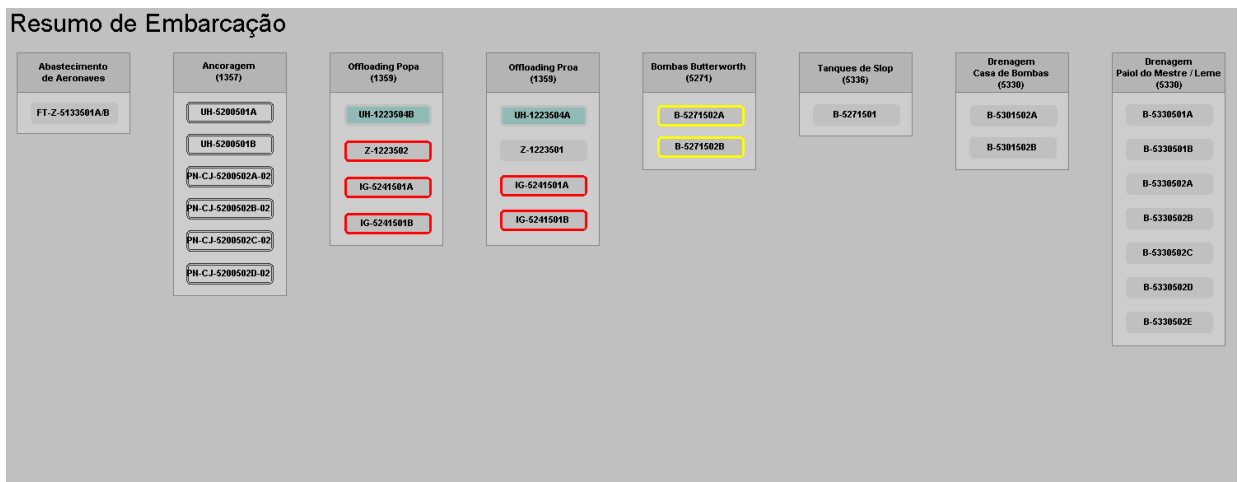 Resumo de Embarcação
Abastecimento
de Aeronaves
FT-Z-5133501A/B
Ancoragem
(1357)
UH-5200501A
UH-5200501B
PN-CJ-5200502A-02
PN-CJ-5200502B-02
PN-CJ-5200502C-02
PN-CJ-5200502D-02
Offloading Popa
(1359)
UH-1223504B
Z-1223502
IG-5241501A
IG-5241501B
Offloading Proa
(1359)
UH-1223504A
Z-1223501
IG-5241501A
IG-5241501B
Bombas Butterworth
(5271)
B-5271502A
B-5271502B
Tanques de Slop
(5336)
B-5271501
Drenagem
Casa de Bombas
(5330)
B-5301502A
B-5301502B
Drenagem
Paiol do Mestre / Leme
(5330)
B-5330501A
B-5330501B
B-5330502A
B-5330502B
B-5330502C
B-5330502D
B-5330502E